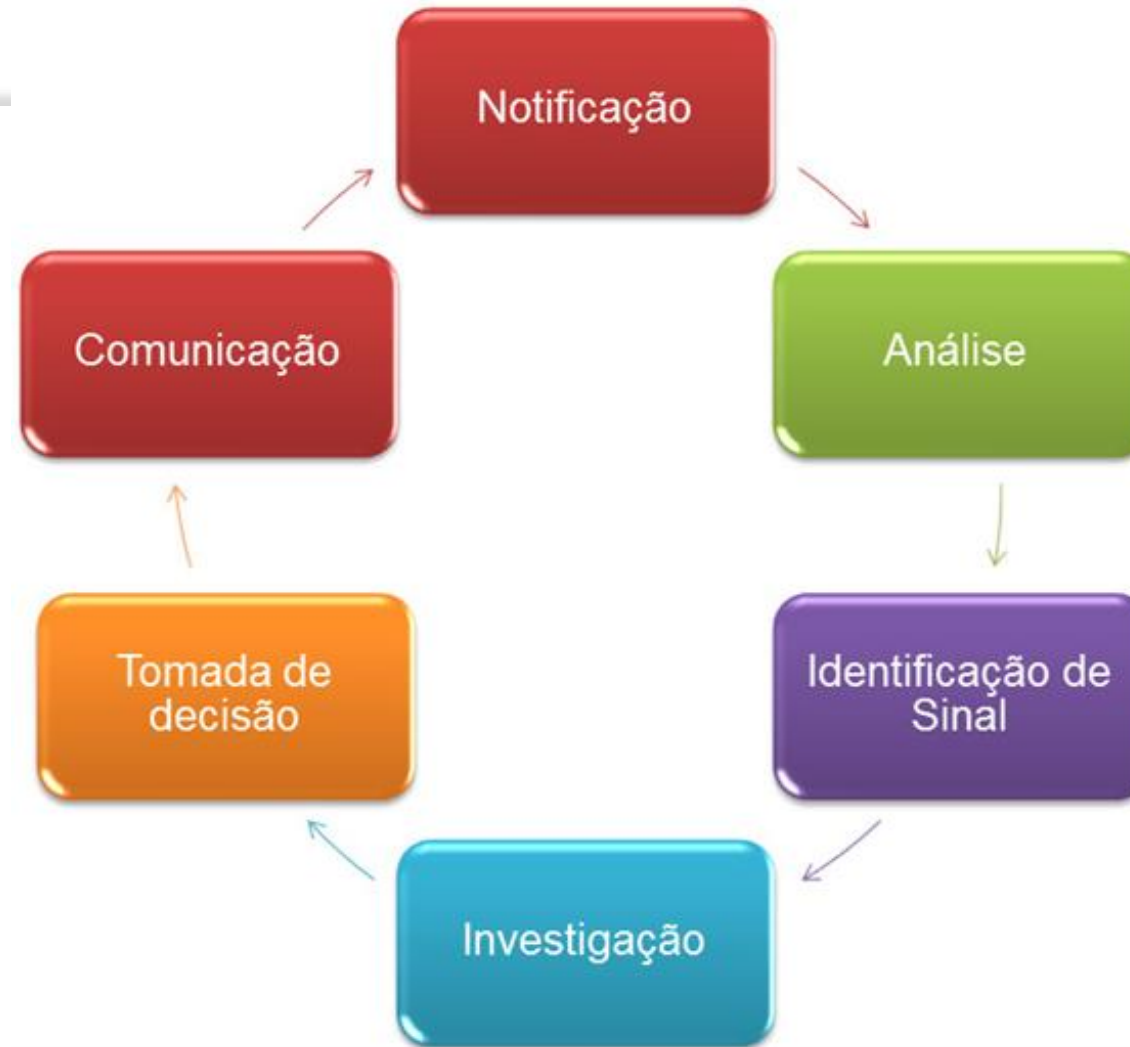 Notificação
Análise
Identificação de
Sinal
Investigação
Tomada de
decisão
Comunicação